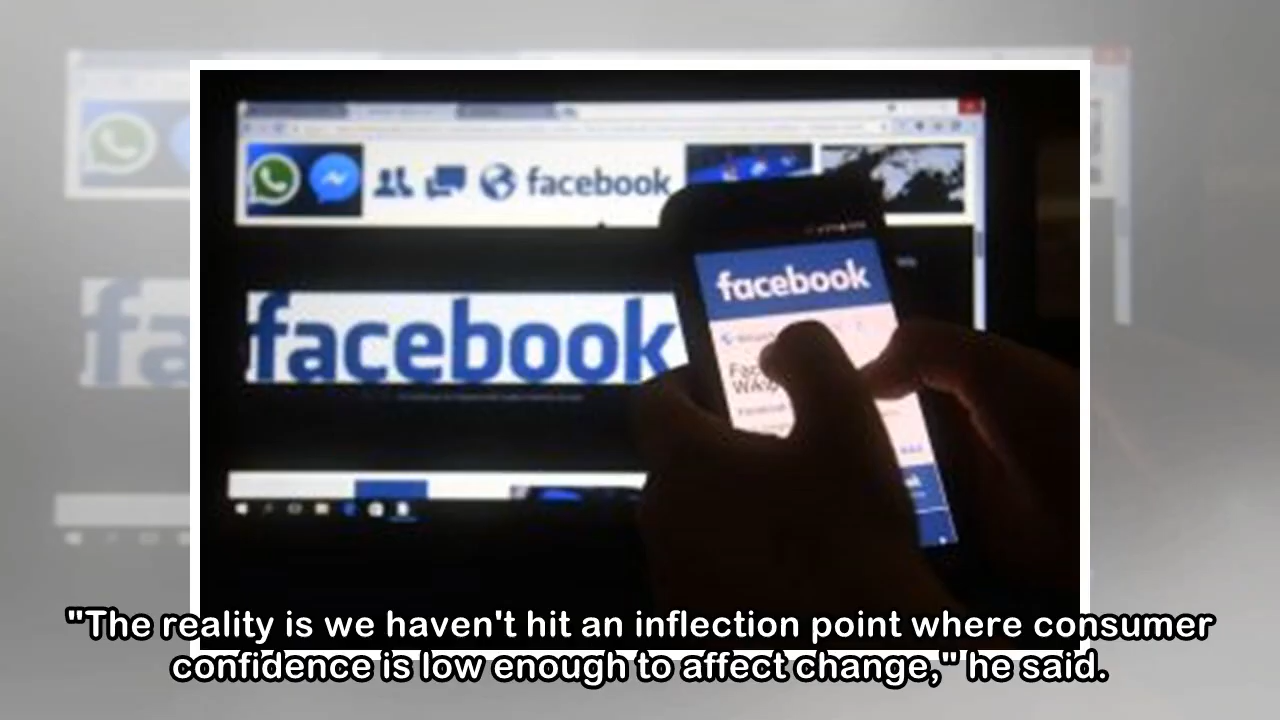 facebook
facebook
facebook
"The reality is we haven't hit an inflection point where consumer
confidence is low enough to affect change," he said.